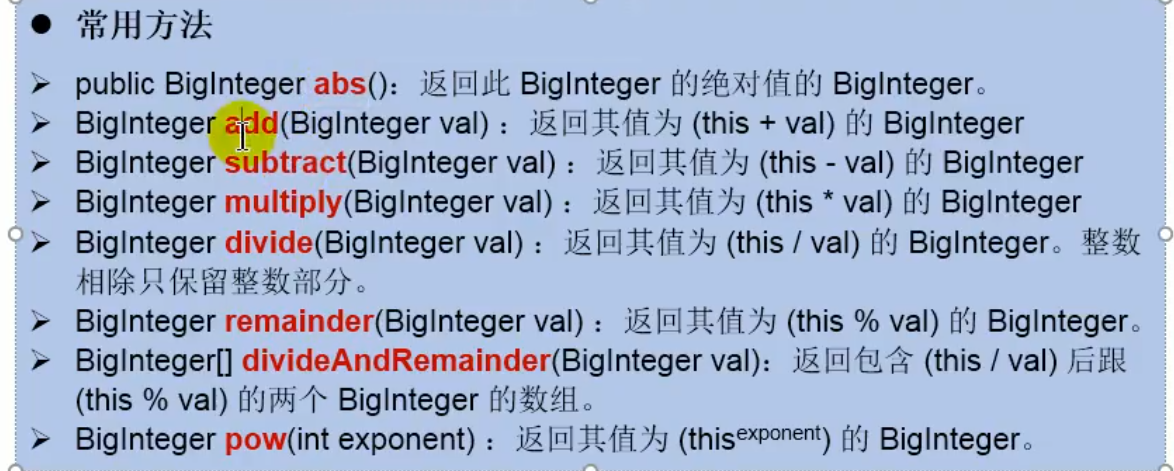 ● 常用方法
➤ public BigInteger abs()：返回此 BigInteger 的绝对值的 BigInteger。
➤ BigInteger add(BigInteger val) ：返回其值为 (this + val) 的 BigInteger
➤ BigInteger subtract(BigInteger val) ：返回其值为 (this - val) 的 BigInteger
➤ BigInteger multiply(BigInteger val) ：返回其值为 (this * val) 的 BigInteger
➤ BigInteger divide(BigInteger val) ：返回其值为 (this / val) 的 BigInteger。整数
相除只保留整数部分。
➤ BigInteger remainder(BigInteger val) ：返回其值为 (this % val) 的 BigInteger。
➤ BigInteger[] divideAndRemainder(BigInteger val)：返回包含 (this / val) 后跟
(this % val) 的两个 BigInteger 的数组。
➤ BigInteger pow(int exponent) ：返回其值为 (thisexponent) 的 BigInteger。